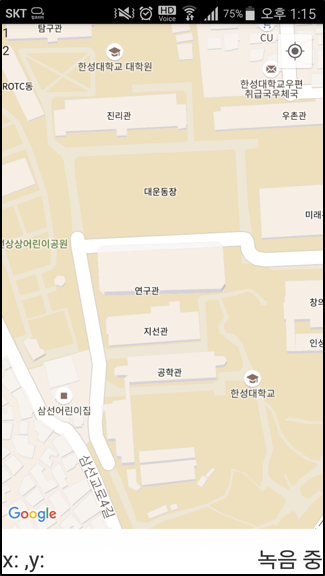 SKT 75% 오후 1:15
HD
Voice
1
2
탐구관
CU
한성대학교 대학원
한성대학교우편
취급국우체국
ROTC동
진리관
우촌관
대운동장
미래
상상어린이공원
연구관
창의
지선관
인성
공학관
한성대학교
삼선어린이집
삼선교로4길
Google
x: ,y:
녹음 중